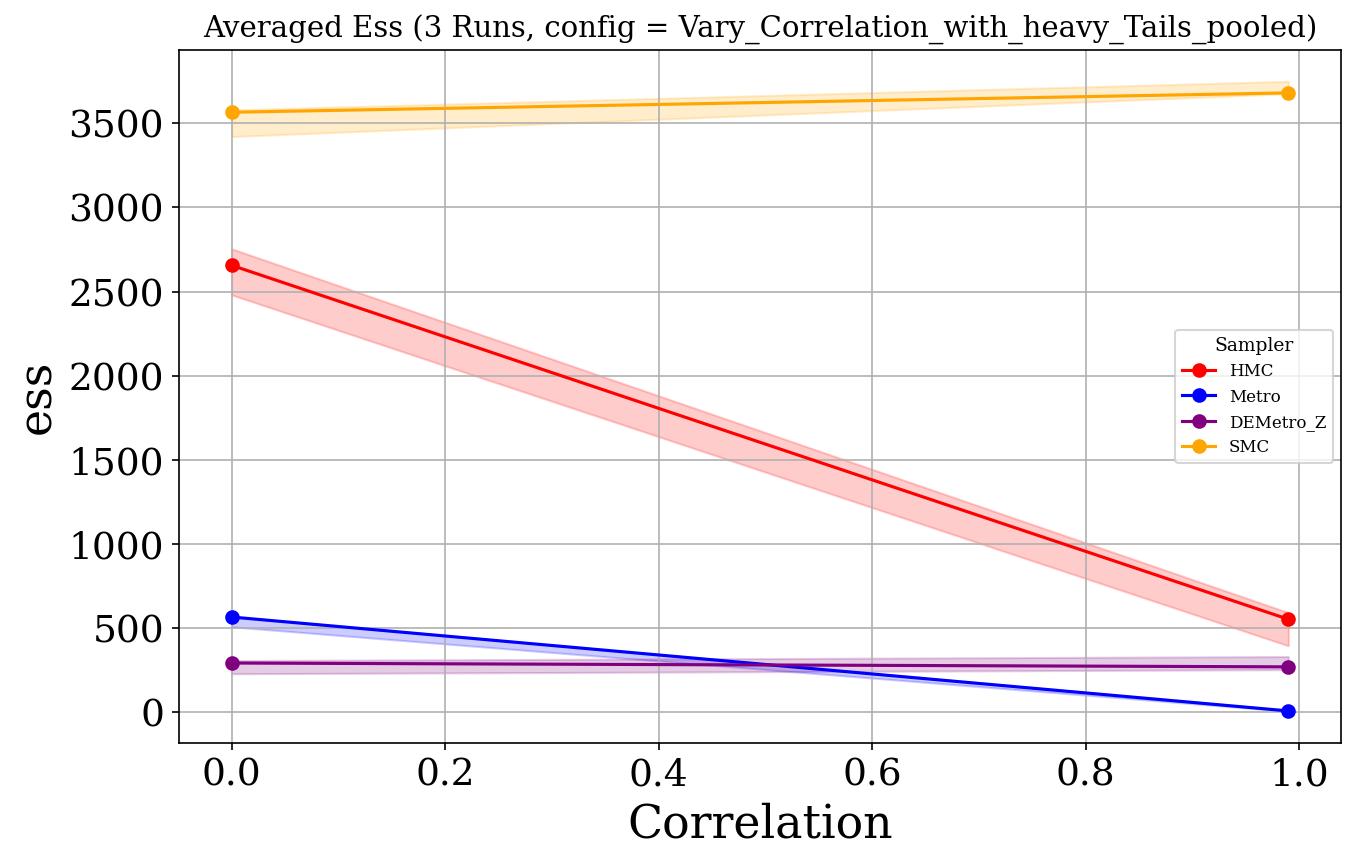 Averaged Ess (3 Runs, config = Vary_Correlation_with_heavy_Tails_pooled)
ess
3500
3000
2500
2000
1500
1000
500
0
Sampler
HMC
Metro
DEMetro_Z
SMC
0.0 0.2 0.4 0.6 0.8 1.0
Correlation